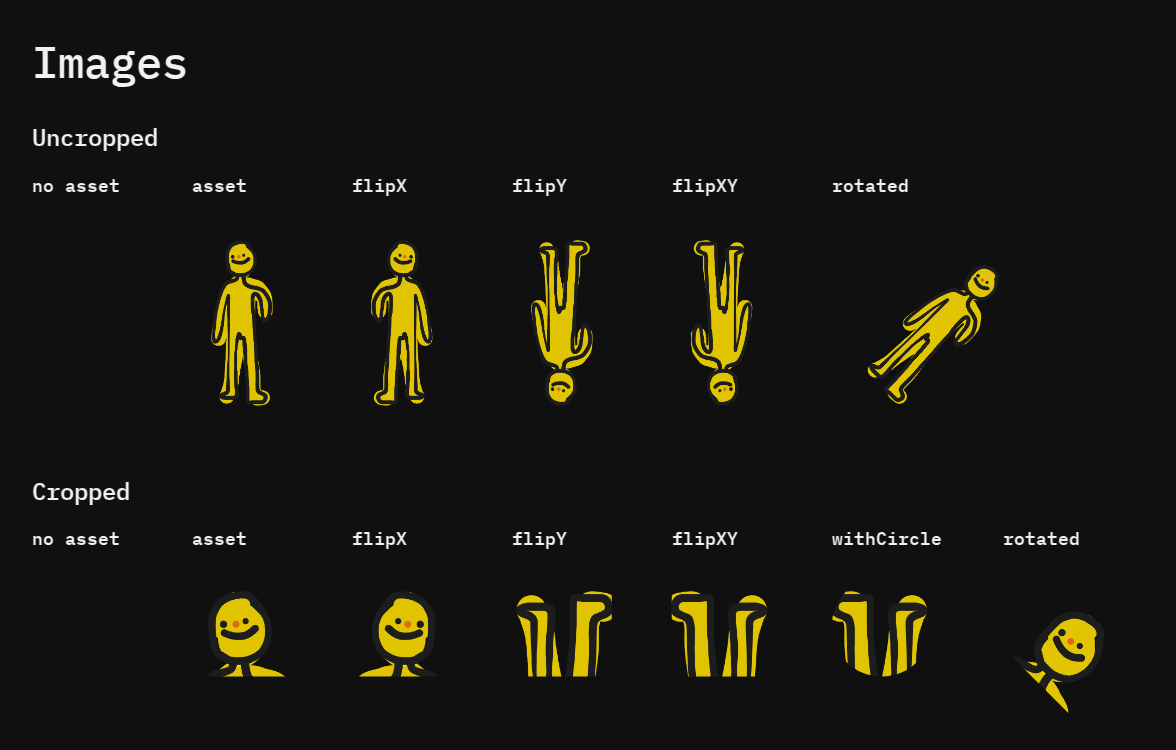 Images
Uncropped
no asset asset flipX flipY flipXY rotated
Cropped
no asset asset flipX flipY flipXY withCircle rotated